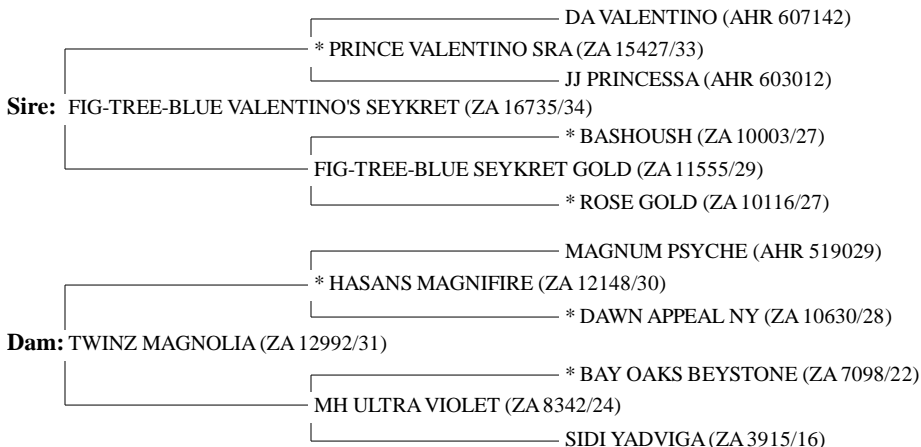 DA VALENTINO (AHR 607142)
* PRINCE VALENTINO SRA (ZA 15427/33)
JJ PRINCESSA (AHR 603012)
Sire: FIG-TREE-BLUE VALENTINO'S SEYKRET (ZA 16735/34)
* BASHOUSH (ZA 10003/27)
FIG-TREE-BLUE SEYKRET GOLD (ZA 11555/29)
* ROSE GOLD (ZA 10116/27)
MAGNUM PSYCHE (AHR 519029)
* HASANS MAGNIFIRE (ZA 12148/30)
* DAWN APPEAL NY (ZA 10630/28)
Dam: TWINZ MAGNOLIA (ZA 12992/31)
* BAY OAKS BEYSTONE (ZA 7098/22)
MH ULTRA VIOLET (ZA 8342/24)
SIDI YADVIGA (ZA 3915/16)